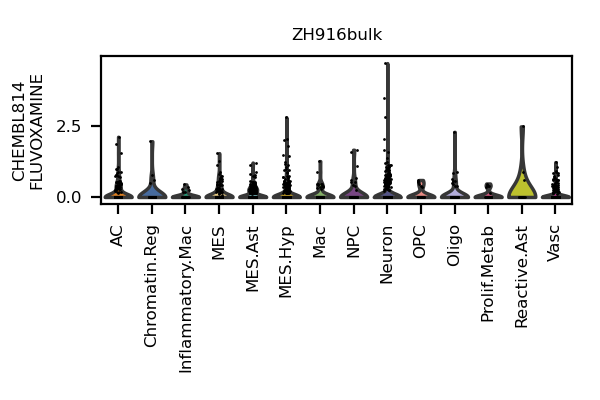 ZH916bulk
CHEMBL814
FLUVOXAMINE
2.5
0.0
AC
Chromatin.Reg
Inflammatory.Mac
MES
MES.Ast
MES.Hyp
Mac
NPC
Neuron
OPC
Oligo
Prolif.Metab
Reactive.Ast
Vasc